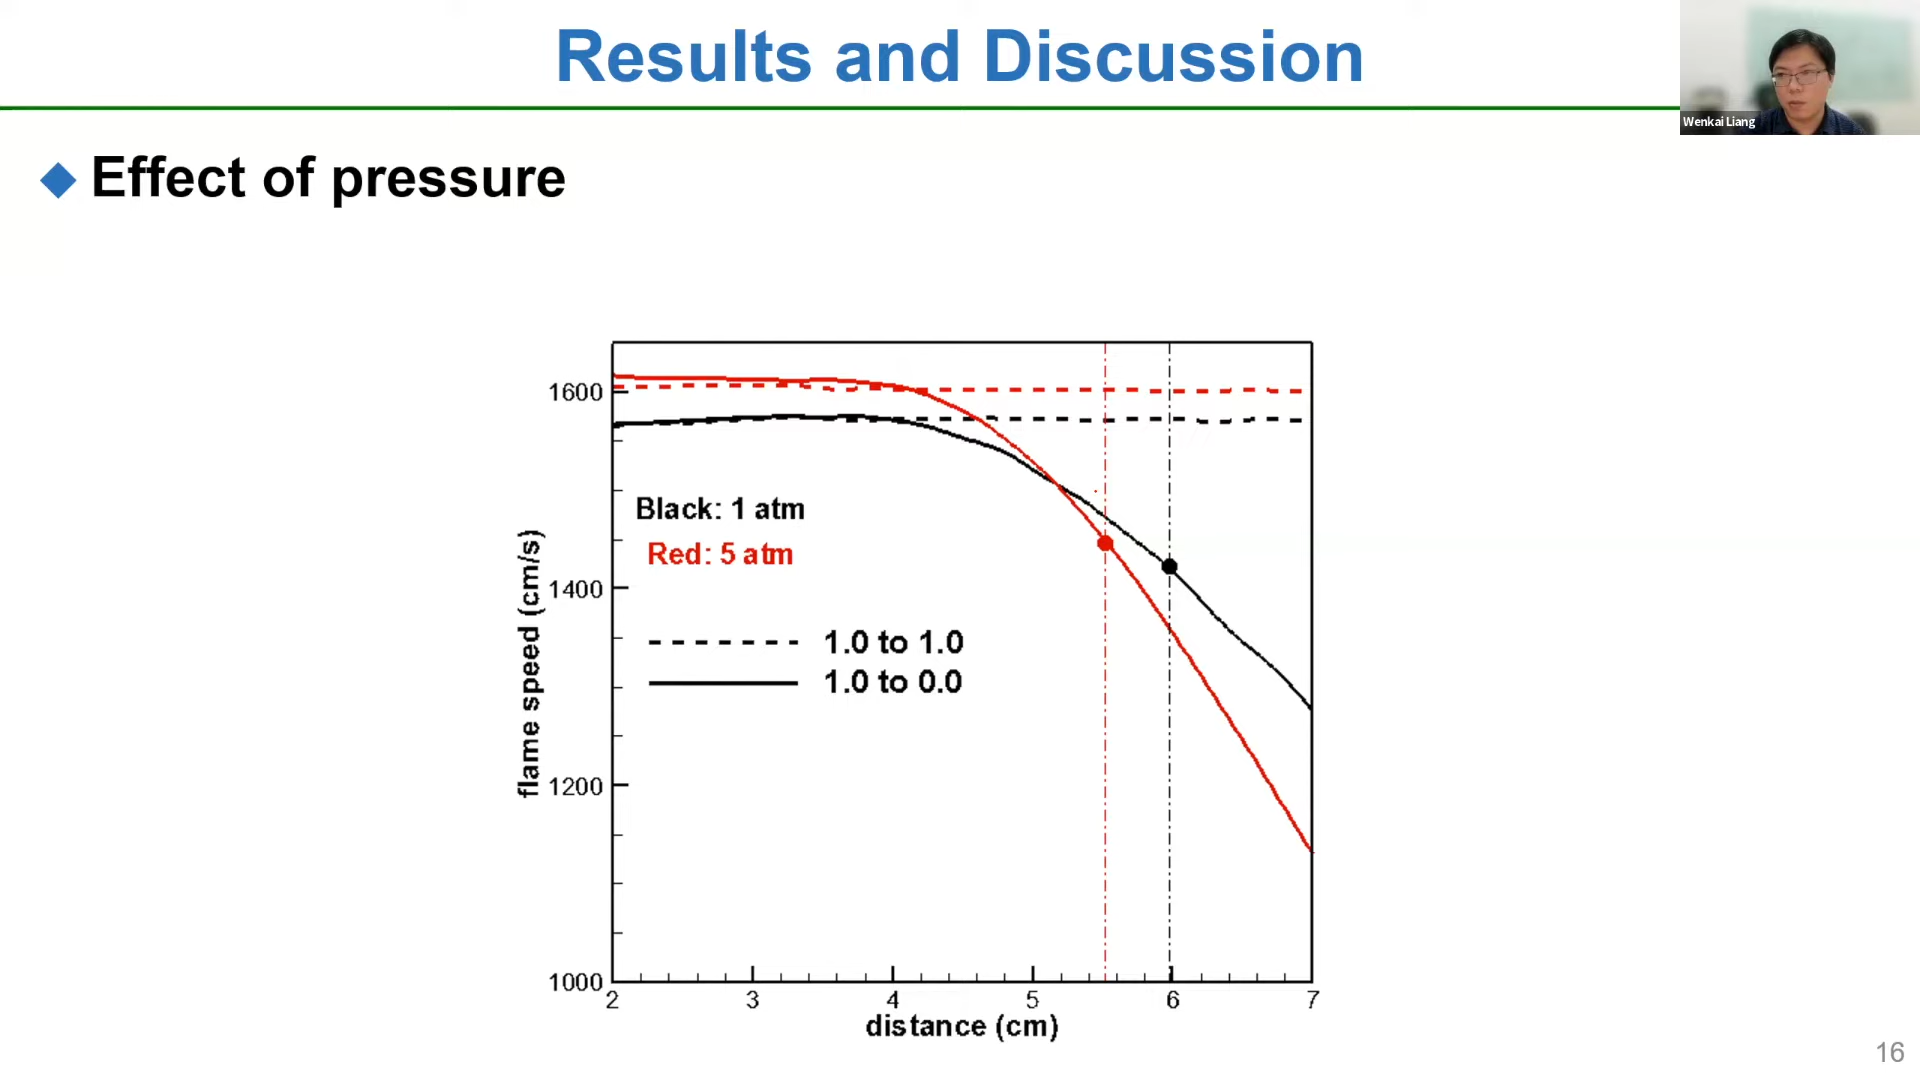 Results and Discussion
Wenkai Liang
Effect of pressure
1600
1400
1200
1000
flame speed (cm/s)
Black: 1 atm
Red: 5 atm
1.0 to 1.0
1.0 to 0.0
2 3 4 5 6 7
distance (cm)
16